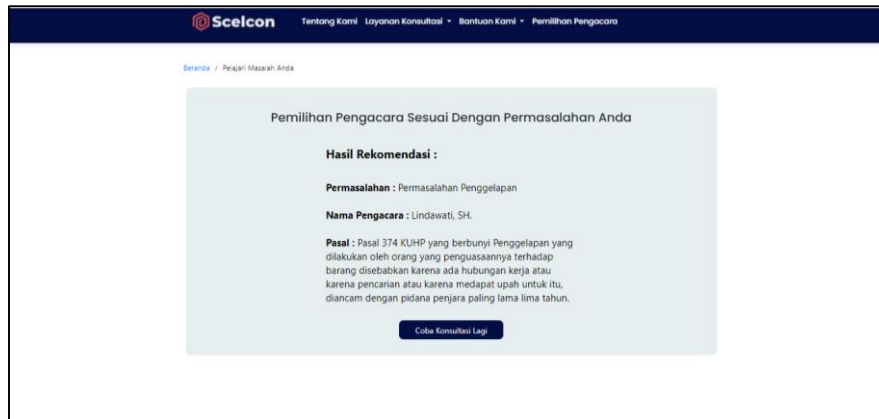 Scelcon Tentang Kami Layanan Konsultasi Bantuan Kami Pemilihan Pengacara
Beranda / Pelajari Masalah Anda
Pemilihan Pengacara Sesuai Dengan Permasalahan Anda
Hasil Rekomendasi :
Permasalahan : Permasalahan Penggelapan
Nama Pengacara : Lindawati, SH.
Pasal : Pasal 374 KUHP yang berbunyi Penggelapan yang
dilakukan oleh orang yang penguasaannya terhadap
barang disebabkan karena ada hubungan kerja atau
karena pencarian atau karena medapat upah untuk itu,
diancam dengan pidana penjara paling lama lima tahun.
Coba Konsultasi Lagi